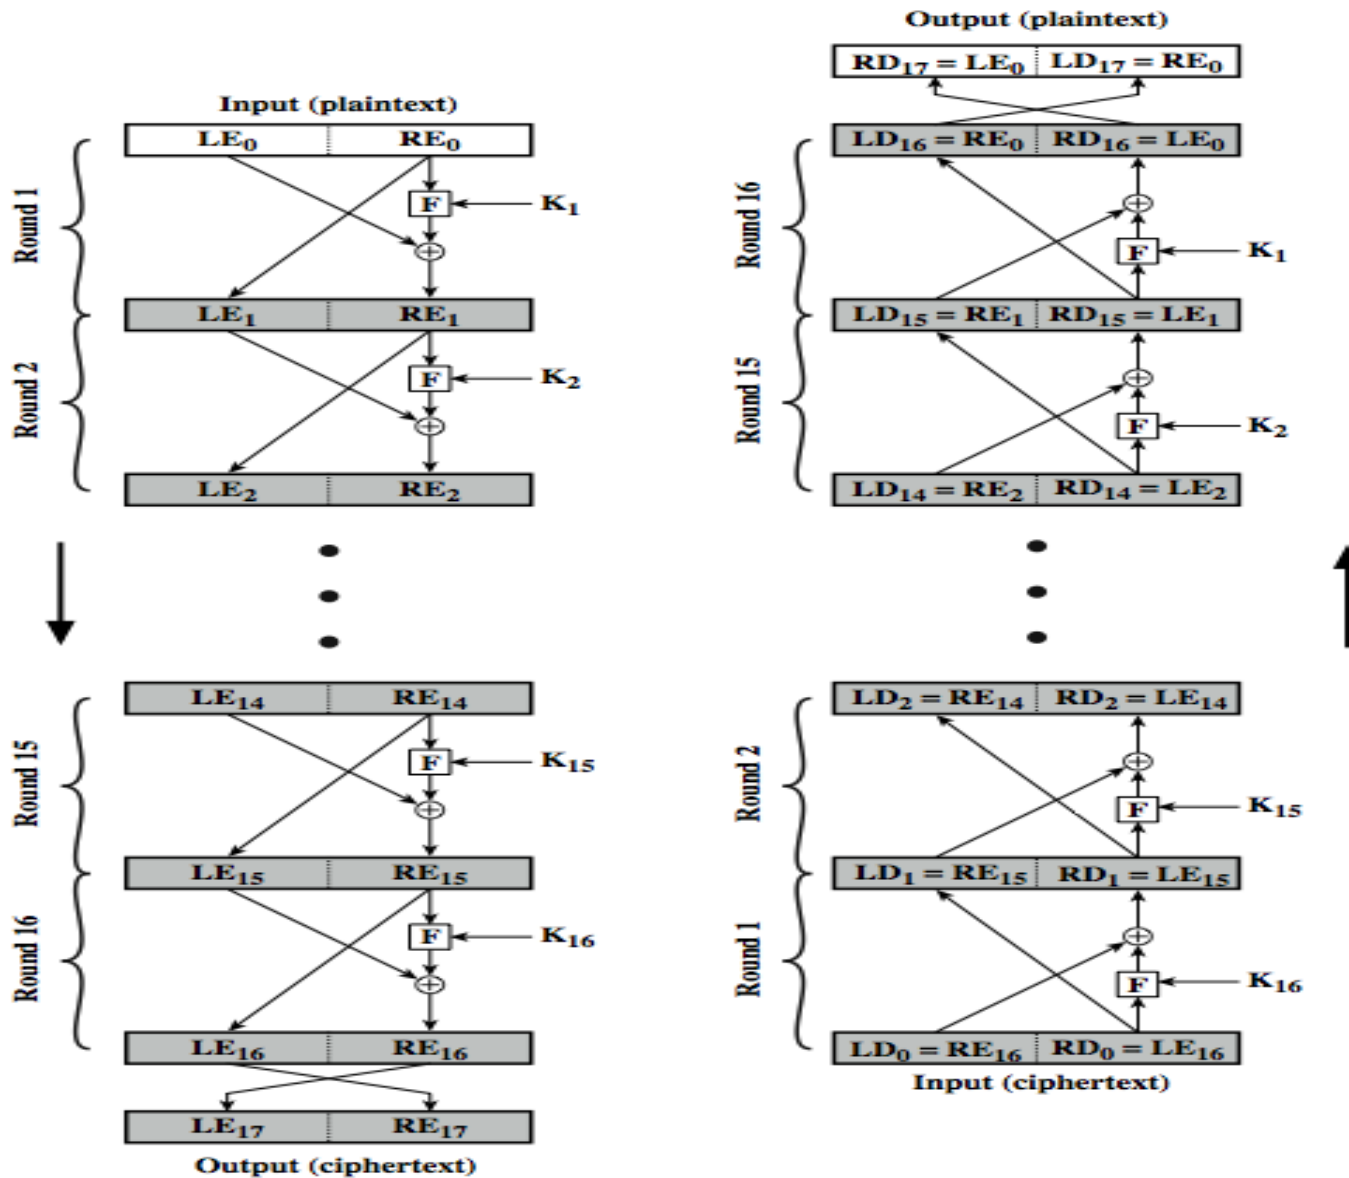 Input (plaintext)
LE0 RE0
Round 1
F K1
LE1 RE1
Round 2
F K2
LE2 RE2
LE14 RE14
Round 15
F K15
LE15 RE15
Round 16
F K16
LE16 RE16
LE17 RE17
Output (ciphertext)
Output (plaintext)
RD17 = LE0 LD17 = RE0
LD16 = RE0 RD16 = LE0
Round 16
F K1
LD15 = RE1 RD15 = LE1
Round 15
F K2
LD14 = RE2 RD14 = LE2
LD2 = RE14 RD2 = LE14
Round 2
F K15
LD1 = RE15 RD1 = LE15
Round 1
F K16
LD0 = RE16 RD0 = LE16
Input (ciphertext)